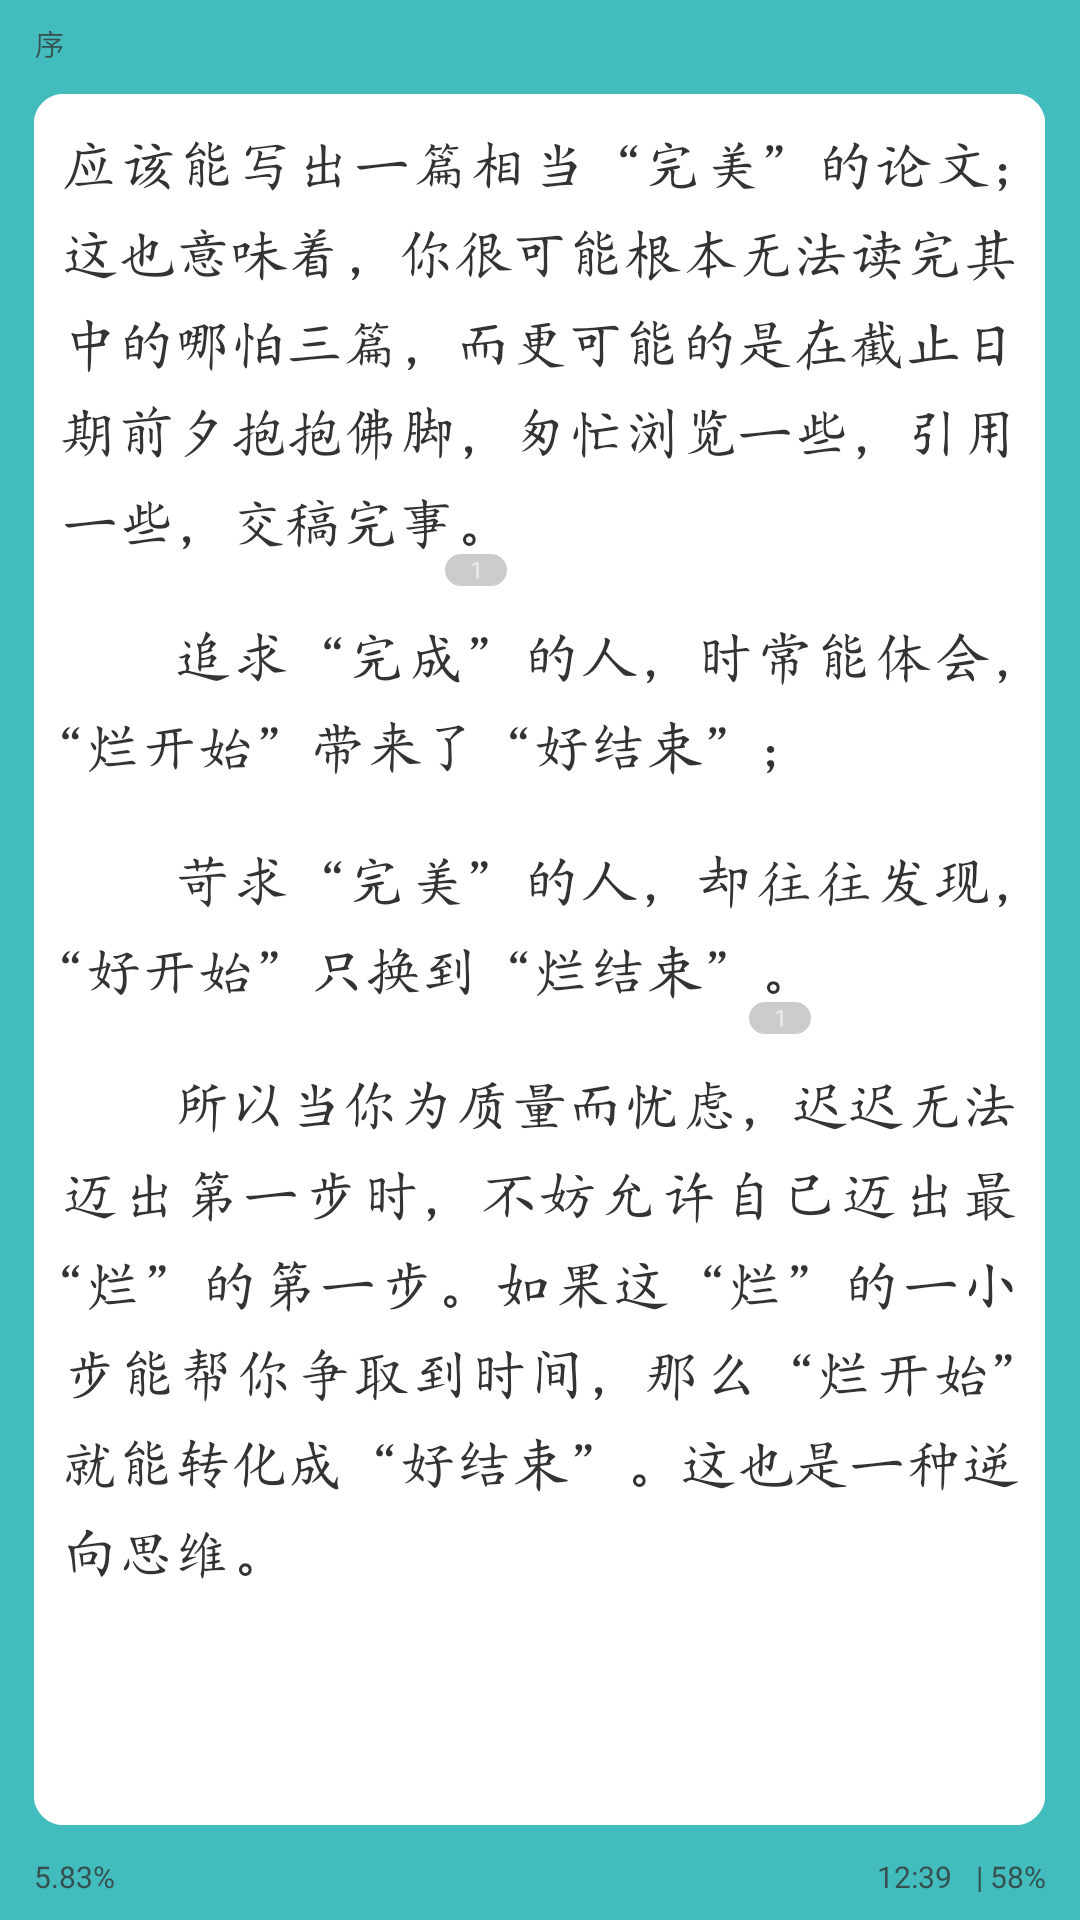 序
应该能写出一篇相当“完美”的论文；
这也意味着，你很可能根本无法读完其
中的哪怕三篇，而更可能的是在截止日
期前夕抱抱佛脚，匆忙浏览一些，引用
一些，交稿完事。
1
追求“完成”的人，时常能体会，
“烂开始”带来了“好结束”；
苛求“完美”的人，却往往发现，
“好开始”只换到“烂结束”。
1
所以当你为质量而忧虑，迟迟无法
迈出第一步时，不妨允许自己迈出最
“烂”的第一步。如果这“烂”的一小
步能帮你争取到时间，那么“烂开始”
就能转化成“好结束”。这也是一种逆
向思维。
5.83%
12:39 | 58%